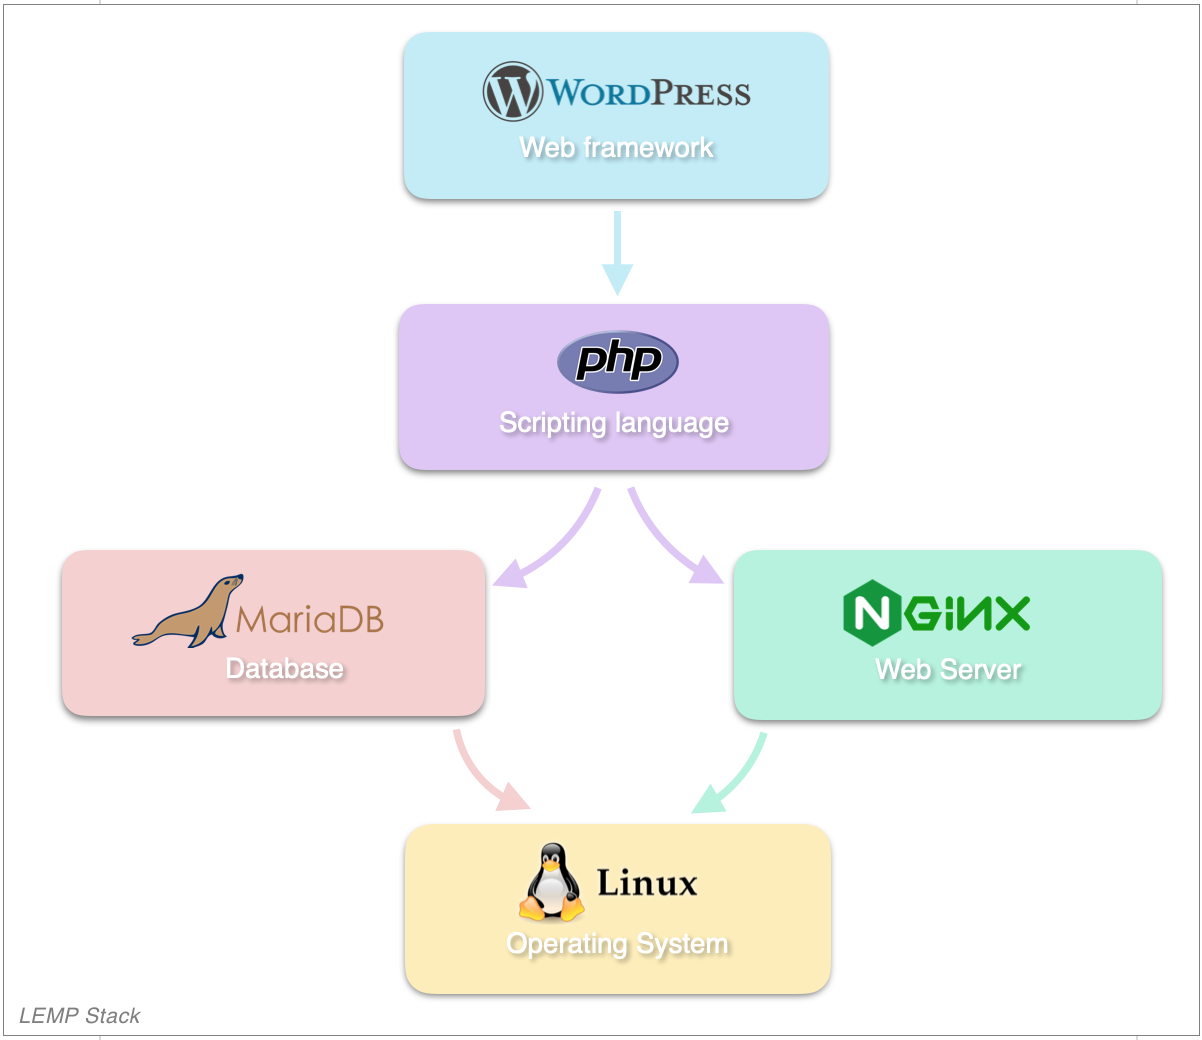 WORDPRESS
Web framework
php
Scripting language
MariaDB
Database
NGiNX
Web Server
Linux
Operating System
LEMP Stack